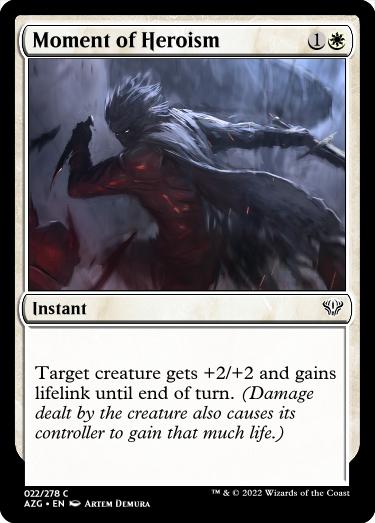 Moment of Heroism 1
Instant
Target creature gets +2/+2 and gains
lifelink until end of turn. (Damage
dealt by the creature also causes its
controller to gain that much life.)
022/278 C
AZG • EN Artem Demura
™ & © 2022 Wizards of the Coast